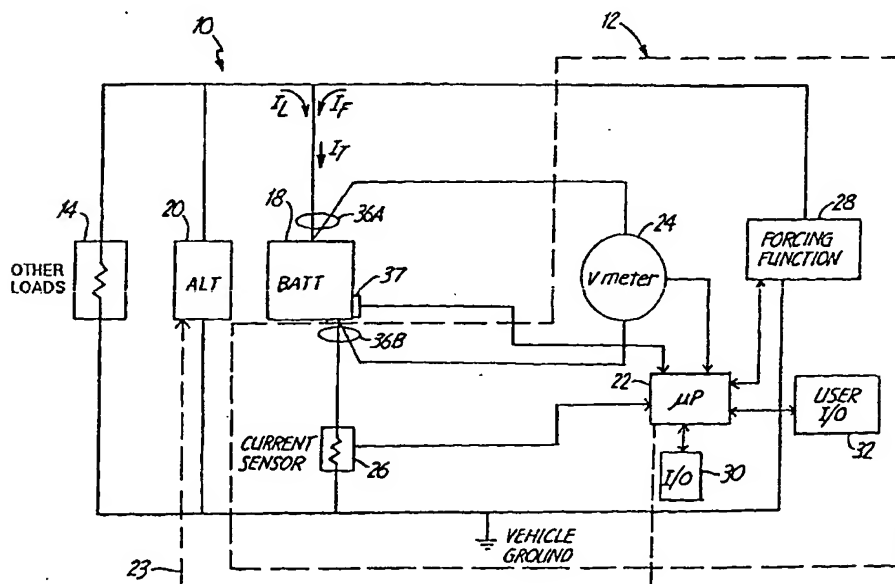 10
12
I_L
I_F
I_T
14
20
18
36A
24
28
OTHER
LOADS
ALT
BATT
37
V meter
FORCING
FUNCTION
36B
22
μP
USER
I/O
32
CURRENT
SENSOR
26
I/O
30
VEHICLE
GROUND
23